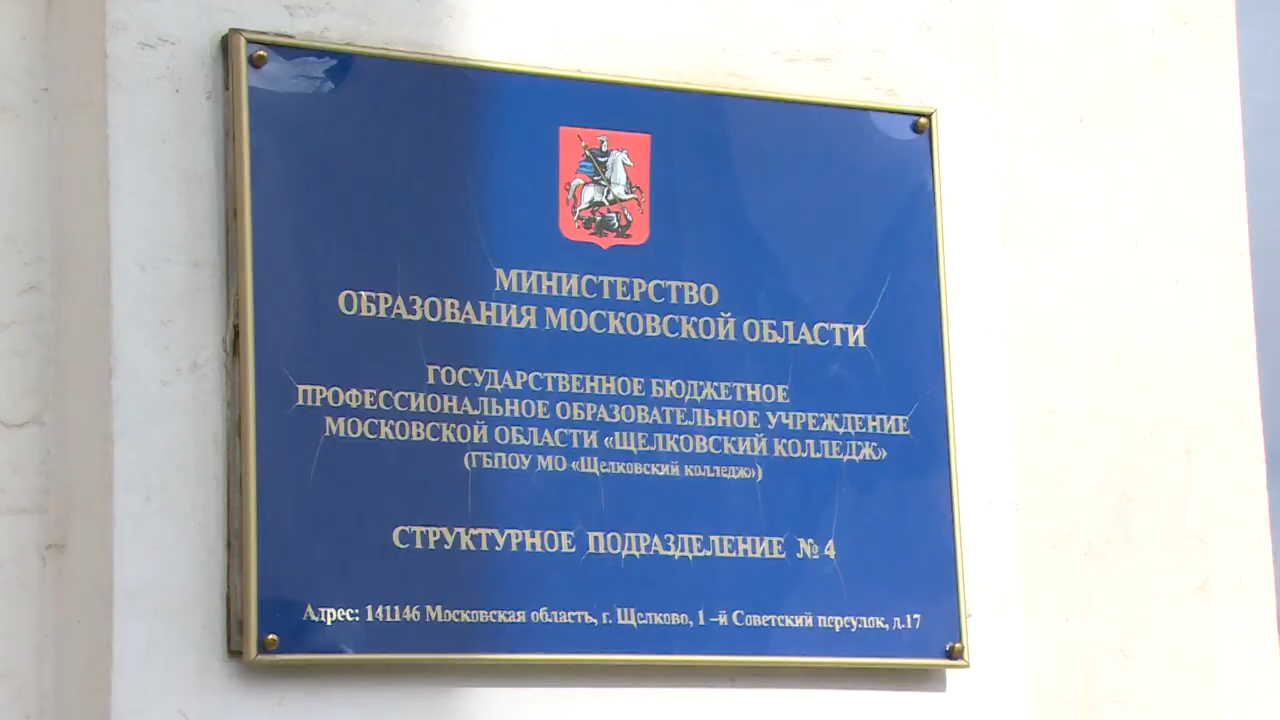 МИНИСТЕРСТВО
ОБРАЗОВАНИЯ МОСКОВСКОЙ ОБЛАСТИ
ГОСУДАРСТВЕННОЕ БЮДЖЕТНОЕ
ПРОФЕССИОНАЛЬНОЕ ОБРАЗОВАТЕЛЬНОЕ УЧРЕЖДЕНИЕ
МОСКОВСКОЙ ОБЛАСТИ «ЩЕЛКОВСКИЙ КОЛЛЕДЖ»
(ГБПОУ МО «Щелковский колледж»)
СТРУКТУРНОЕ ПОДРАЗДЕЛЕНИЕ № 4
Адрес: 141146 Московская область, г. Щелково, 1 –й Советский переулок, д.17